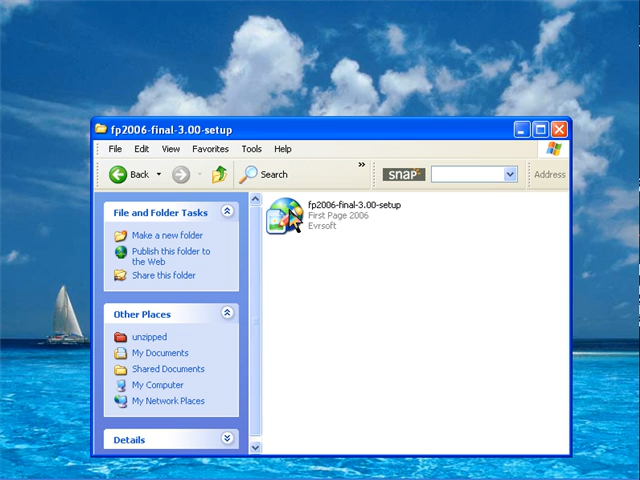 fp2006-final-3.00-setup
File Edit View Favorites Tools Help
Back Search » snap Address
File and Folder Tasks
Make a new folder
Publish this folder to
the Web
Share this folder
Other Places
unzipped
My Documents
Shared Documents
My Computer
My Network Places
Details
fp2006-final-3.00-setup
First Page 2006
Evrsoft